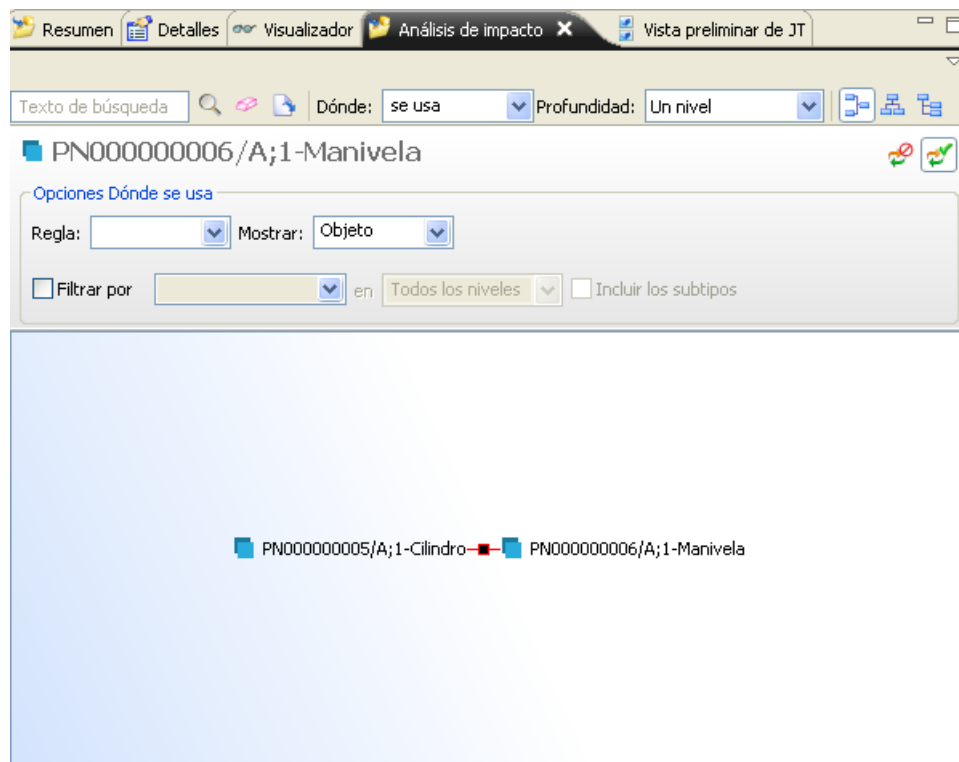 Resumen Detalles Visualizador Análisis de impacto Vista preliminar de JT
Texto de búsqueda Dónde: se usa Profundidad: Un nivel
PN000000006/A;1-Manivela
Opciones Dónde se usa
Regla: Mostrar: Objeto
Filtrar por en Todos los niveles Incluir los subtipos
PN000000005/A;1-Cilindro PN000000006/A;1-Manivela